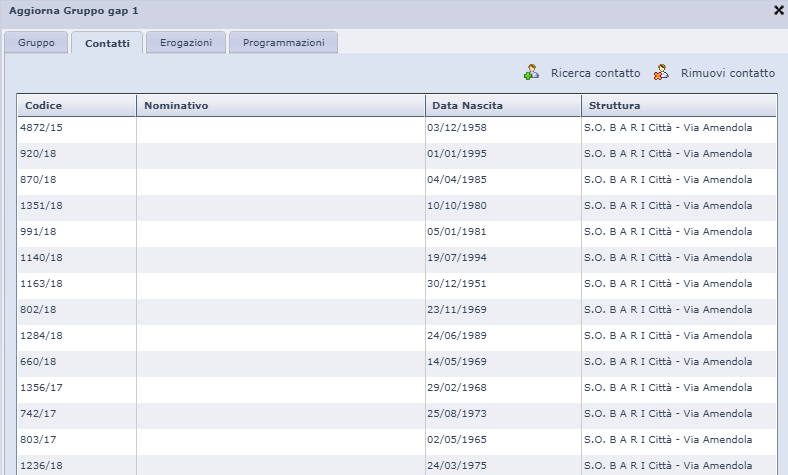 Aggiorna Gruppo gap 1
Gruppo Contatti Erogazioni Programmazioni
Ricerca contatto Rimuovi contatto
Codice Nominativo Data Nascita Struttura
4872/15 03/12/1958 S.O. B A R I Città - Via Amendola
920/18 01/01/1995 S.O. B A R I Città - Via Amendola
870/18 04/04/1985 S.O. B A R I Città - Via Amendola
1351/18 10/10/1980 S.O. B A R I Città - Via Amendola
991/18 05/01/1981 S.O. B A R I Città - Via Amendola
1140/18 19/07/1994 S.O. B A R I Città - Via Amendola
1163/18 30/12/1951 S.O. B A R I Città - Via Amendola
802/18 23/11/1969 S.O. B A R I Città - Via Amendola
1284/18 24/06/1989 S.O. B A R I Città - Via Amendola
660/18 14/05/1969 S.O. B A R I Città - Via Amendola
1356/17 29/02/1968 S.O. B A R I Città - Via Amendola
742/17 25/08/1973 S.O. B A R I Città - Via Amendola
803/17 02/05/1965 S.O. B A R I Città - Via Amendola
1236/18 24/03/1975 S.O. B A R I Città - Via Amendola